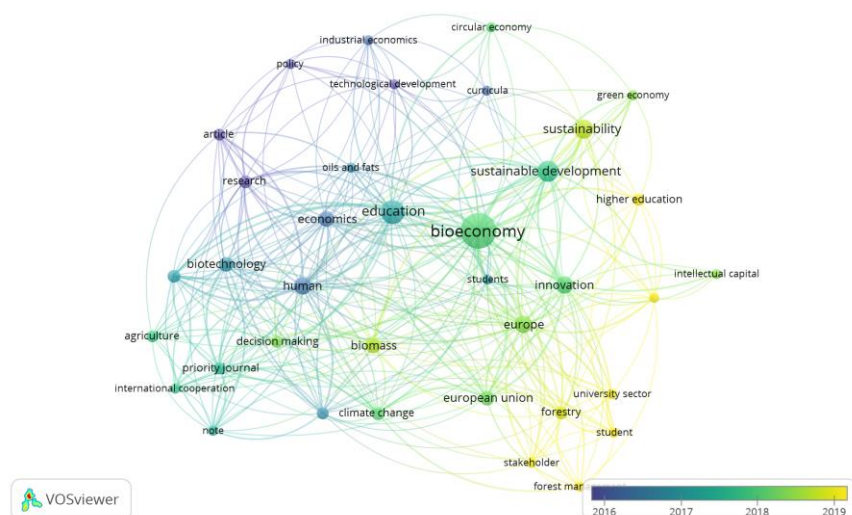 circular economy
industrial economics
policy
technological development
curricula
green economy
article
sustainability
oils and fats
sustainable development
research
higher education
education
economics
bioeconomy
biotechnology
intellectual capital
students
human
innovation
europe
agriculture
decision making
biomass
priority journal
international cooperation
university sector
european union
climate change
forestry
note
student
stakeholder
forest man
VOSviewer
2016 2017 2018 2019